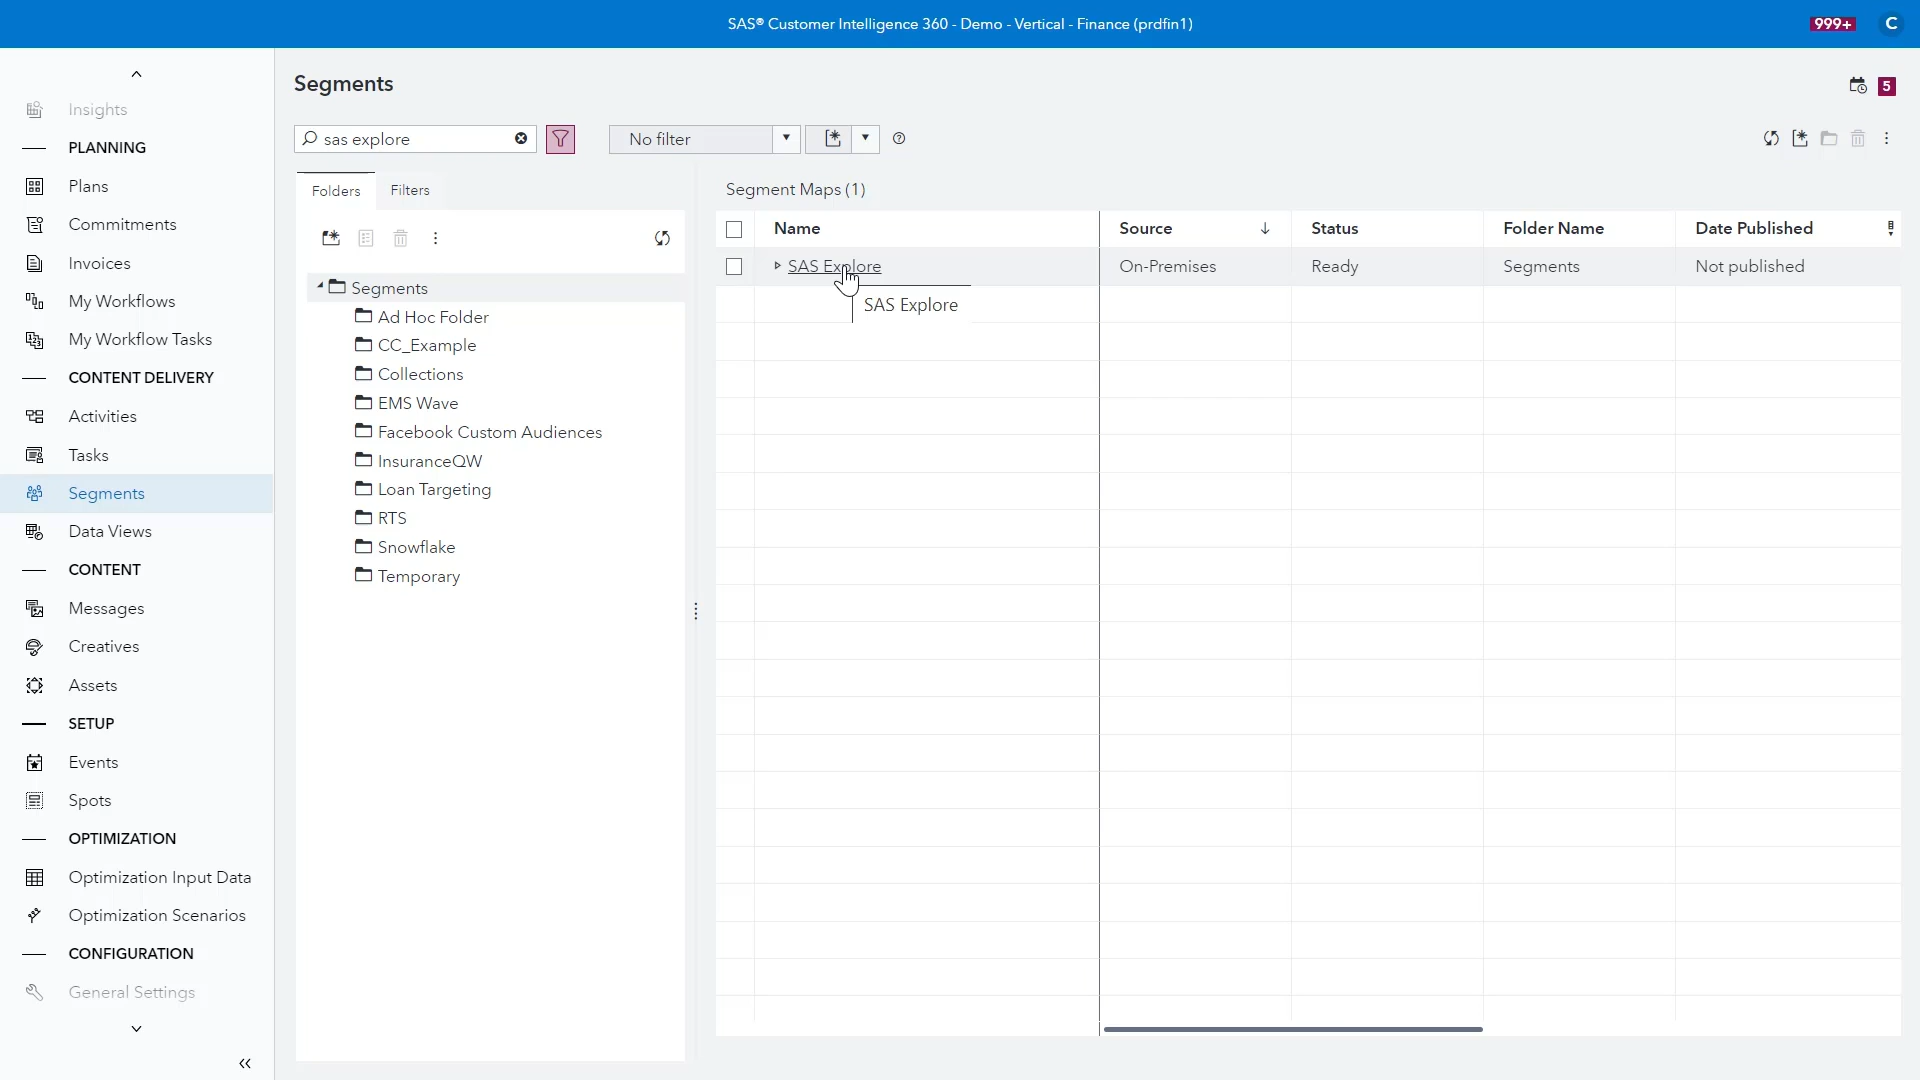 SAS® Customer Intelligence 360 - Demo - Vertical - Finance (prdfin1)
999+
C
Insights
PLANNING
Plans
Commitments
Invoices
My Workflows
My Workflow Tasks
CONTENT DELIVERY
Activities
Tasks
Segments
Data Views
CONTENT
Messages
Creatives
Assets
SETUP
Events
Spots
OPTIMIZATION
Optimization Input Data
Optimization Scenarios
CONFIGURATION
General Settings
Segments
5
sas explore
No filter
Folders
Filters
Segments
Ad Hoc Folder
CC_Example
Collections
EMS Wave
Facebook Custom Audiences
InsuranceQW
Loan Targeting
RTS
Snowflake
Temporary
Segment Maps (1)
Name Source Status Folder Name Date Published
SAS Explore On-Premises Ready Segments Not published
SAS Explore